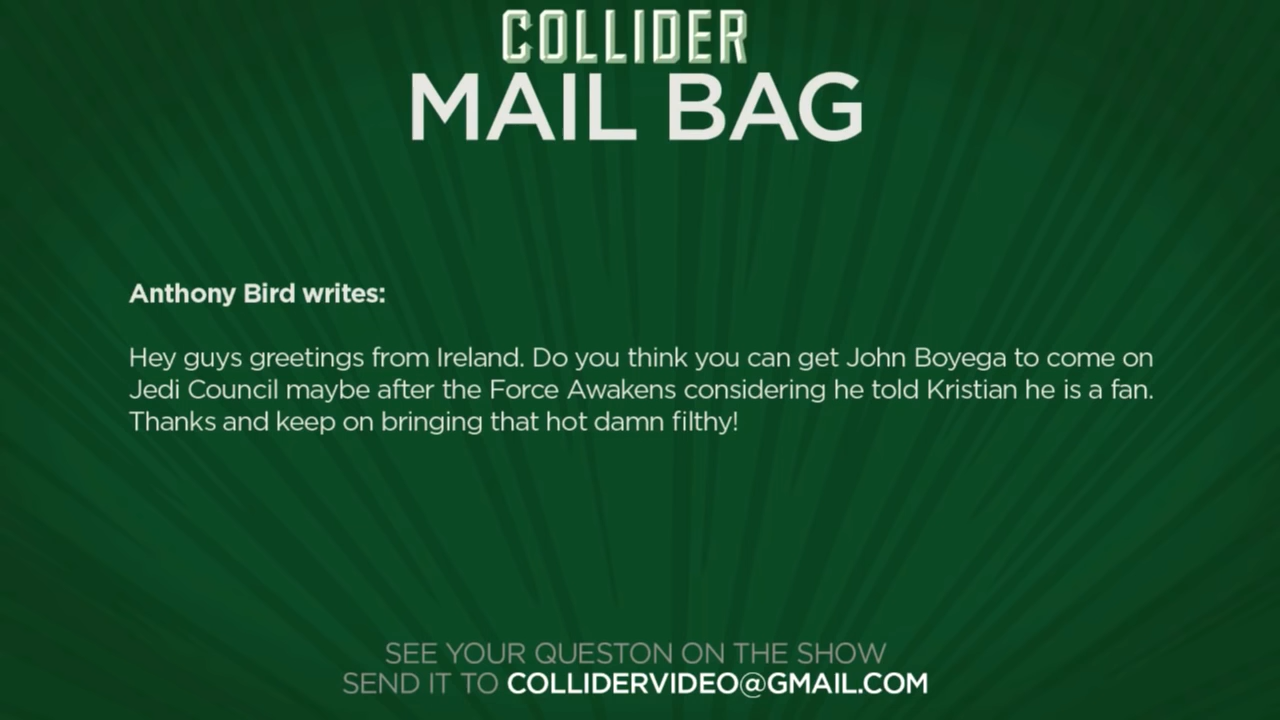 COLLIDER
MAIL BAG
Anthony Bird writes:
Hey guys greetings from Ireland. Do you think you can get John Boyega to come on
Jedi Council maybe after the Force Awakens considering he told Kristian he is a fan.
Thanks and keep on bringing that hot damn filthy!
SEE YOUR QUESTON ON THE SHOW
SEND IT TO COLLIDERVIDEO@GMAIL.COM